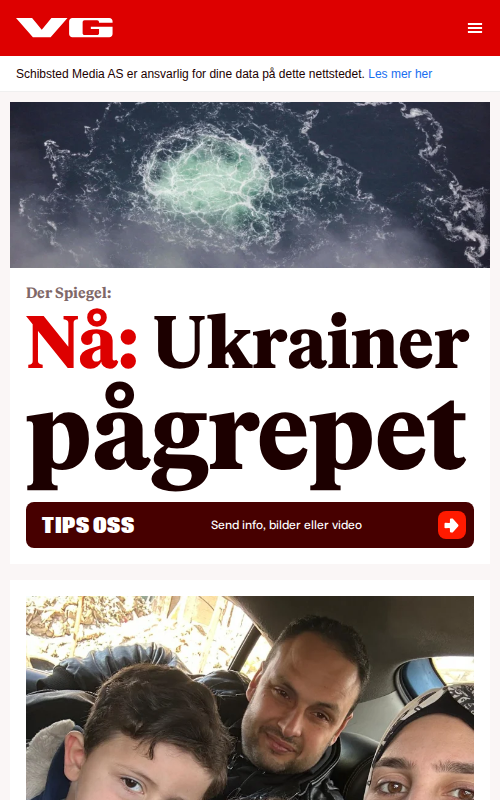 VG
Schibsted Media AS er ansvarlig for dine data på dette nettstedet. Les mer her
Der Spiegel:
Nå: Ukrainer
pågrepet
TIPS OSS
Send info, bilder eller video